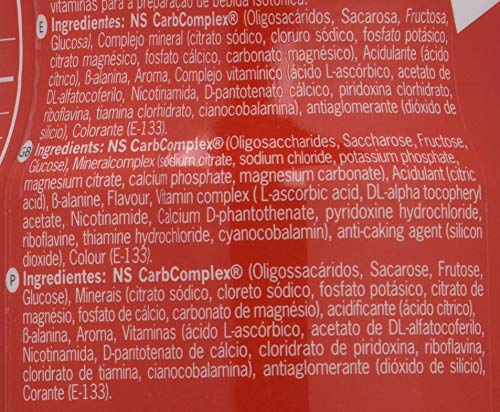 vitaminas para a preparação de bebida isotónica.
E Ingredientes: NS CarbComplex® (Oligosacáridos, Sacarosa, Fructosa,
Glucosa), Complejo mineral (citrato sódico, cloruro sódico, fosfato potásico,
citrato magnésico, fosfato cálcico, carbonato magnésico), Acidulante (ácido
cítrico), ß-alanina, Aroma, Complejo vitamínico (ácido L-ascórbico, acetato de
DL-alfatocoferilo, Nicotinamida, D-pantotenato cálcico, piridoxina clorhidrato,
riboflavina, tiamina clorhidrato, cianocobalamina), antiaglomerante (dióxido de
silicio), Colorante (E-133).
GB Ingredients: NS CarbComplex® (Oligosaccharides, Saccharose, Fructose,
Glucose), Mineralcomplex (sodium citrate, sodium chloride, potassium phosphate,
magnesium citrate, calcium phosphate, magnesium carbonate), Acidulant (citric
acid), ß-alanine, Flavour, Vitamin complex ( L-ascorbic acid, DL-alpha tocopheryl
acetate, Nicotinamide, Calcium D-phantothenate, pyridoxine hydrochloride,
riboflavine, thiamine hydrochloride, cyanocobalamin), anti-caking agent (silicon
dioxide), Colour (E-133).
P Ingredientes: NS CarbComplex® (Oligossacáridos, Sacarose, Frutose,
Glucose), Minerais (citrato sódico, cloreto sódico, fosfato potásico, citrato de
magnésio, fosfato de cálcio, carbonato de magnésio), acidificante (ácido cítrico),
ß-alanina, Aroma, Vitaminas (ácido L-ascórbico, acetato de DL-alfatocoferilo,
Nicotinamida, D-pantotenato de cálcio, cloridrato de piridoxina, riboflavina,
cloridrato de tiamina, cianocobalamina), antiaglomerante (dióxido de silício),
Corante (E-133).